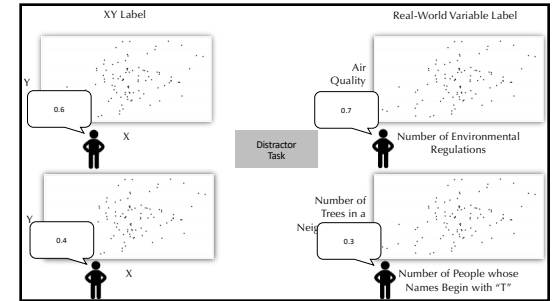 XY Label
Real-World Variable Label
Y
0.6
X
Air
Quality
0.7
Number of Environmental
Regulations
Distractor
Task
Y
0.4
X
Number of
Trees in a
0.3
Number of People whose
Names Begin with “T”